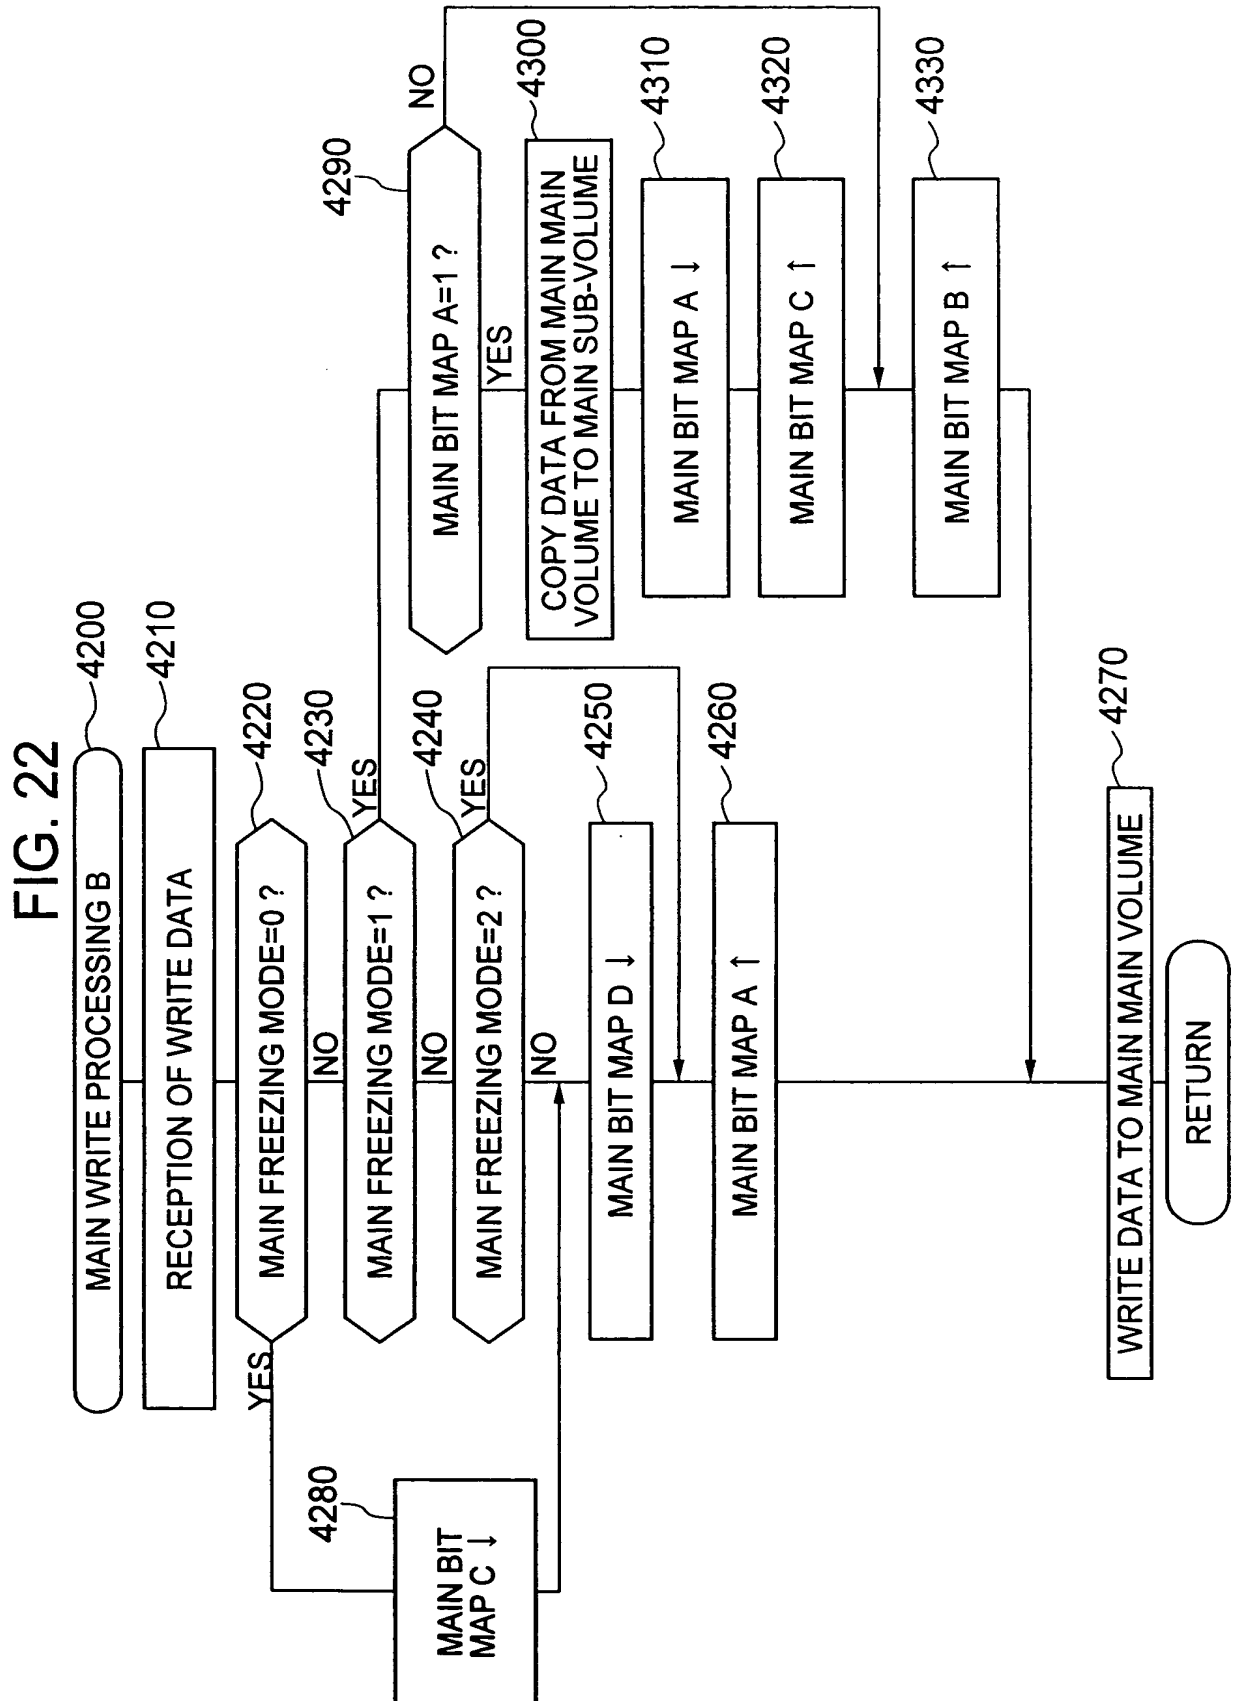 FIG. 22
MAIN WRITE PROCESSING B
4200
RECEPTION OF WRITE DATA
4210
MAIN FREEZING MODE=0 ?
4220
YES
NO
MAIN FREEZING MODE=1 ?
4230
YES
NO
MAIN FREEZING MODE=2 ?
4240
YES
NO
MAIN BIT MAP D ↓
4250
MAIN BIT MAP A ↑
4260
WRITE DATA TO MAIN MAIN VOLUME
4270
RETURN
4280
MAIN BIT
MAP C ↓
4290
MAIN BIT MAP A=1 ?
NO
YES
4300
COPY DATA FROM MAIN MAIN
VOLUME TO MAIN SUB-VOLUME
MAIN BIT MAP A ↓
4310
MAIN BIT MAP C ↑
4320
MAIN BIT MAP B ↑
4330